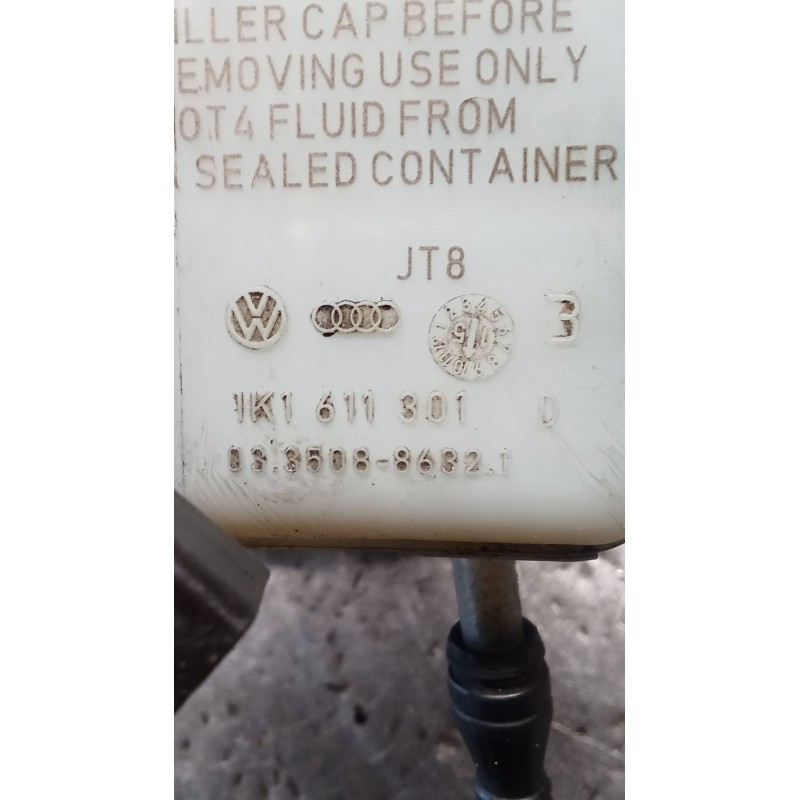 ILLER CAP BEFORE
EMOVING USE ONLY
OT4 FLUID FROM
SEALED CONTAINER
JT8
3
1K1 611 301 D
03.3508-8632.1